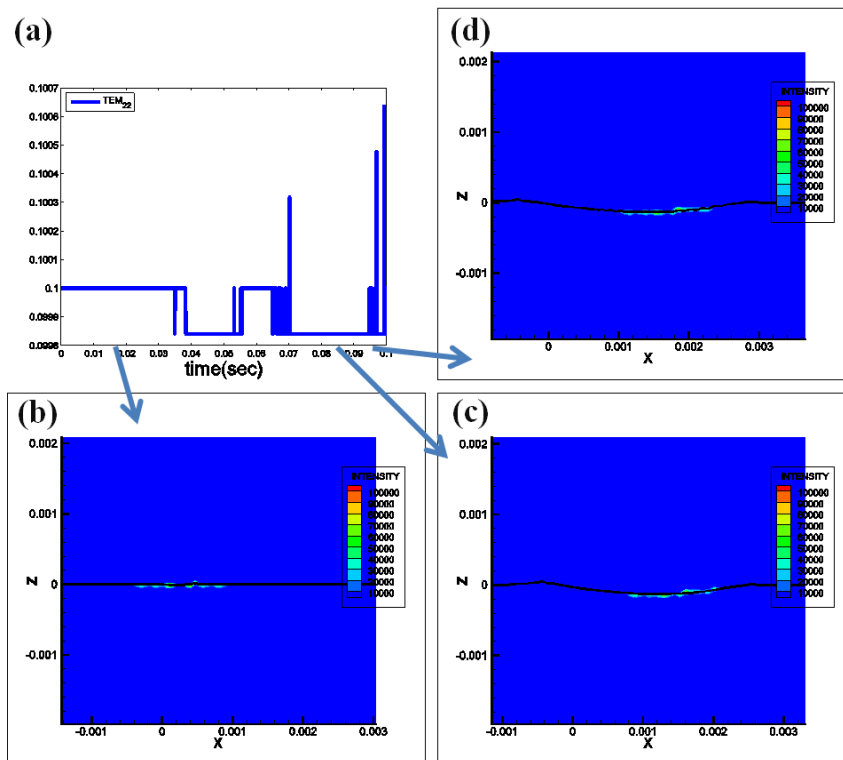 (a)
0.1007
0.1006
0.1005
0.1004
0.1003
0.1002
0.1001
0.1
0.0999
0.0998
TEM22
0 0.01 0.02 0.03 0.04 0.05 0.06 0.07 0.08 0.09 0.1
time(sec)
(d)
0.002
0.001
0
-0.001
Z
INTENSITY
100000
90000
80000
70000
60000
50000
40000
30000
20000
10000
0 0.001 0.002 0.003
X
(b)
0.002
0.001
0
-0.001
Z
INTENSITY
100000
90000
80000
70000
60000
50000
40000
30000
20000
10000
-0.001 0 0.001 0.002 0.003
X
(c)
0.002
0.001
0
-0.001
Z
INTENSITY
100000
90000
80000
70000
60000
50000
40000
30000
20000
10000
-0.001 0 0.001 0.002 0.003
X